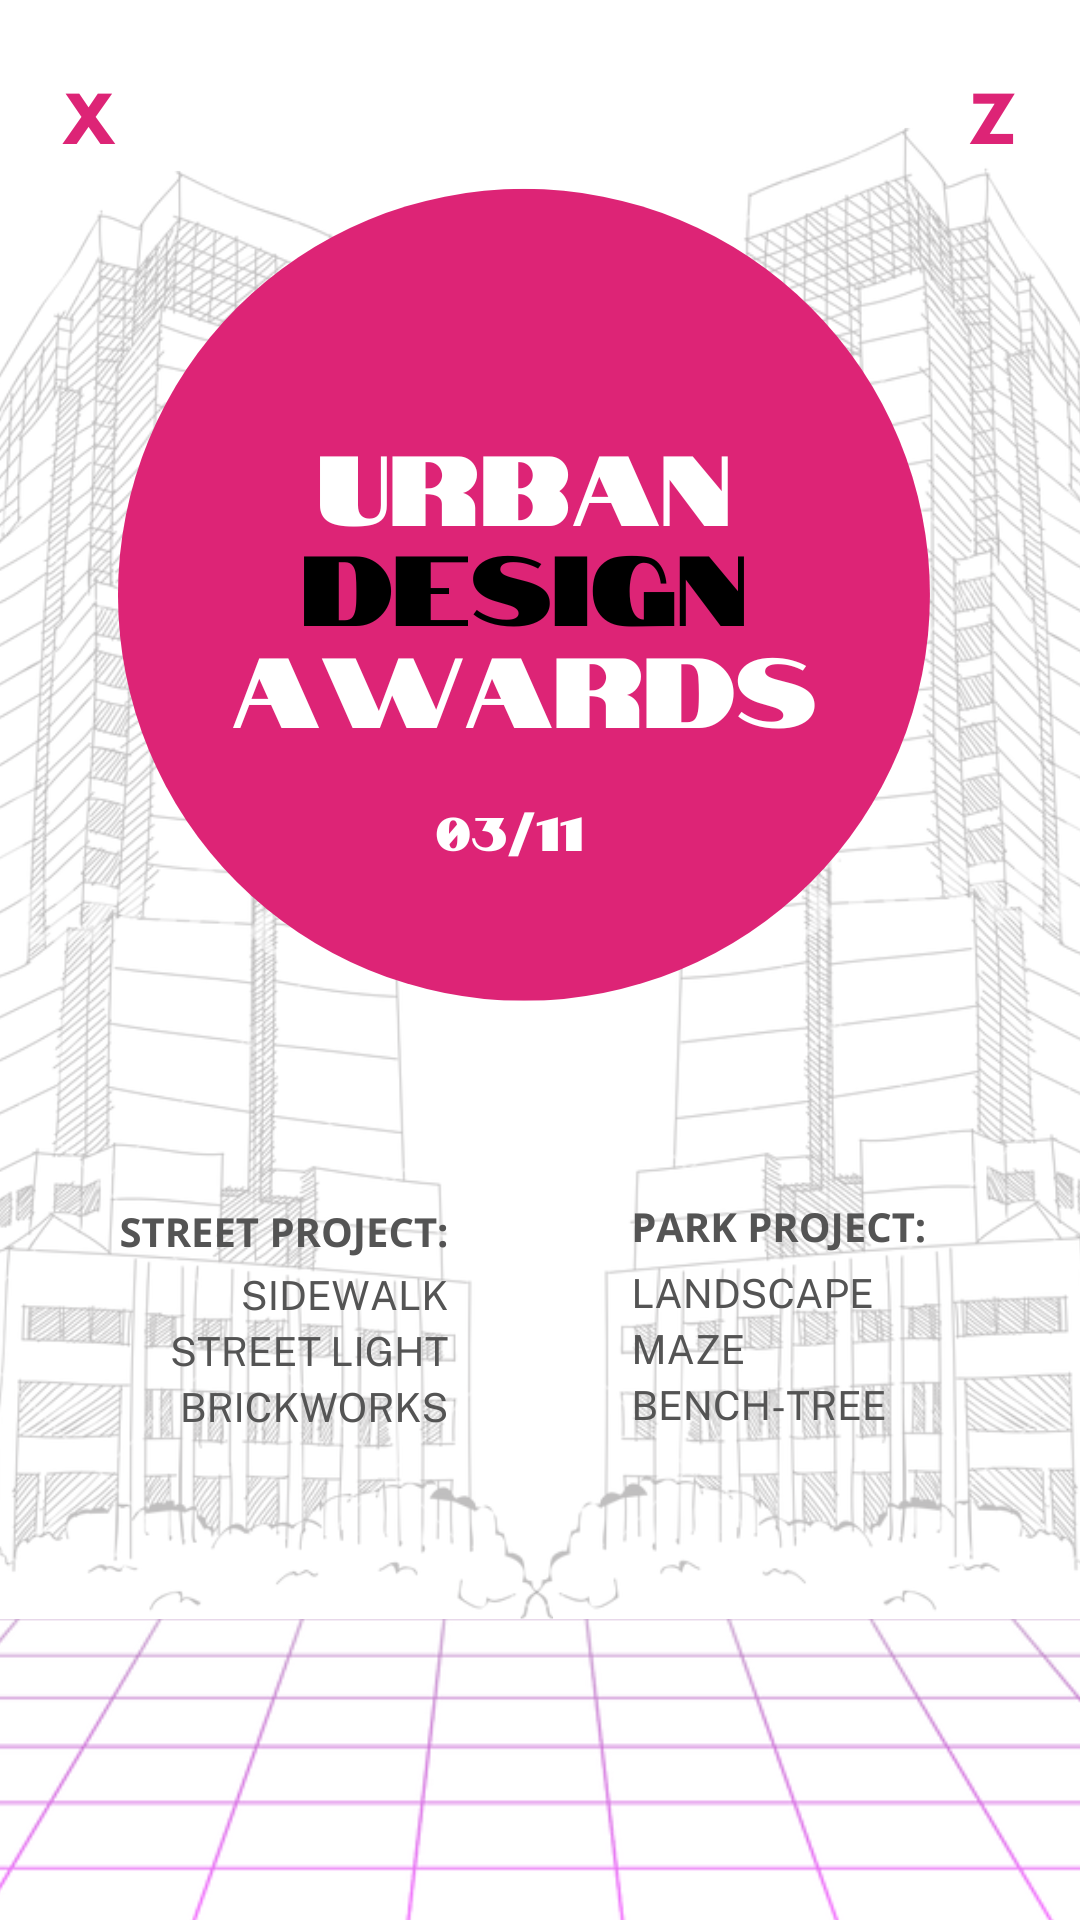 X
Z
URBAN
DESIGN
AWARDS
03/11
STREET PROJECT:
SIDEWALK
STREET LIGHT
BRICKWORKS
PARK PROJECT:
LANDSCAPE
MAZE
BENCH-TREE